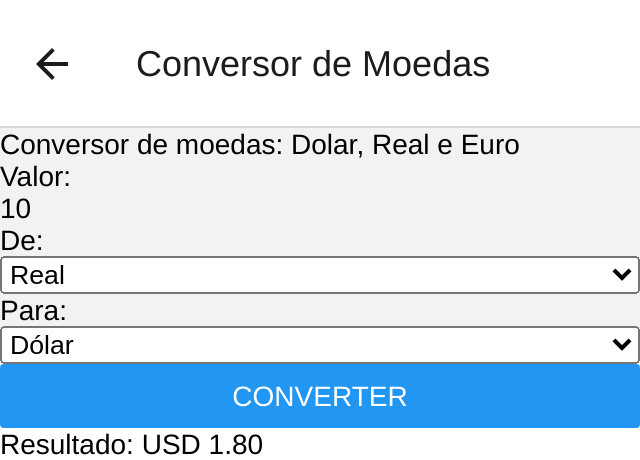 Conversor de Moedas
Conversor de moedas: Dolar, Real e Euro
Valor:
10
De:
Real
Para:
Dólar
CONVERTER
Resultado: USD 1.80